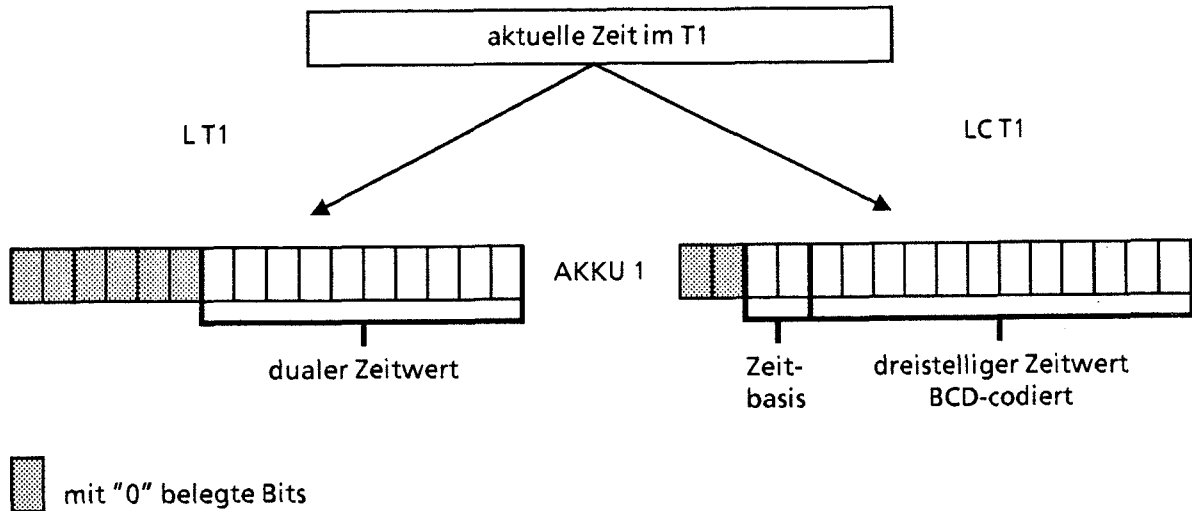 aktuelle Zeit im T1
L T1
LC T1
AKKU 1
dualer Zeitwert
Zeit-
basis
dreistelliger Zeitwert
BCD-codiert
mit "0" belegte Bits